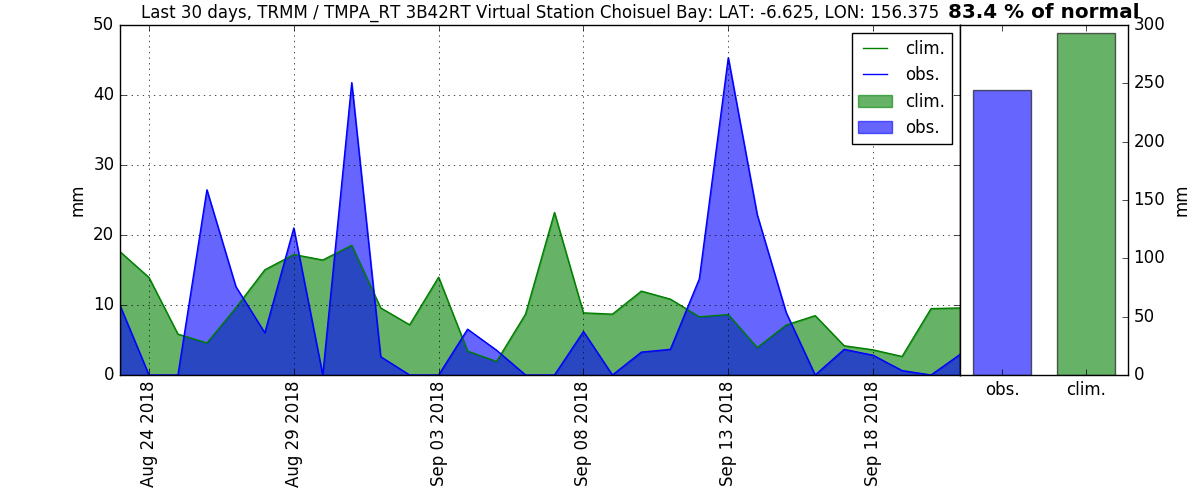 Last 30 days, TRMM / TMPA_RT 3B42RT Virtual Station Choisuel Bay: LAT: -6.625, LON: 156.375
83.4 % of normal
50
40
30
20
10
0
mm
clim.
obs.
clim.
obs.
Aug 24 2018
Aug 29 2018
Sep 03 2018
Sep 08 2018
Sep 13 2018
Sep 18 2018
300
250
200
150
100
50
0
mm
obs.
clim.